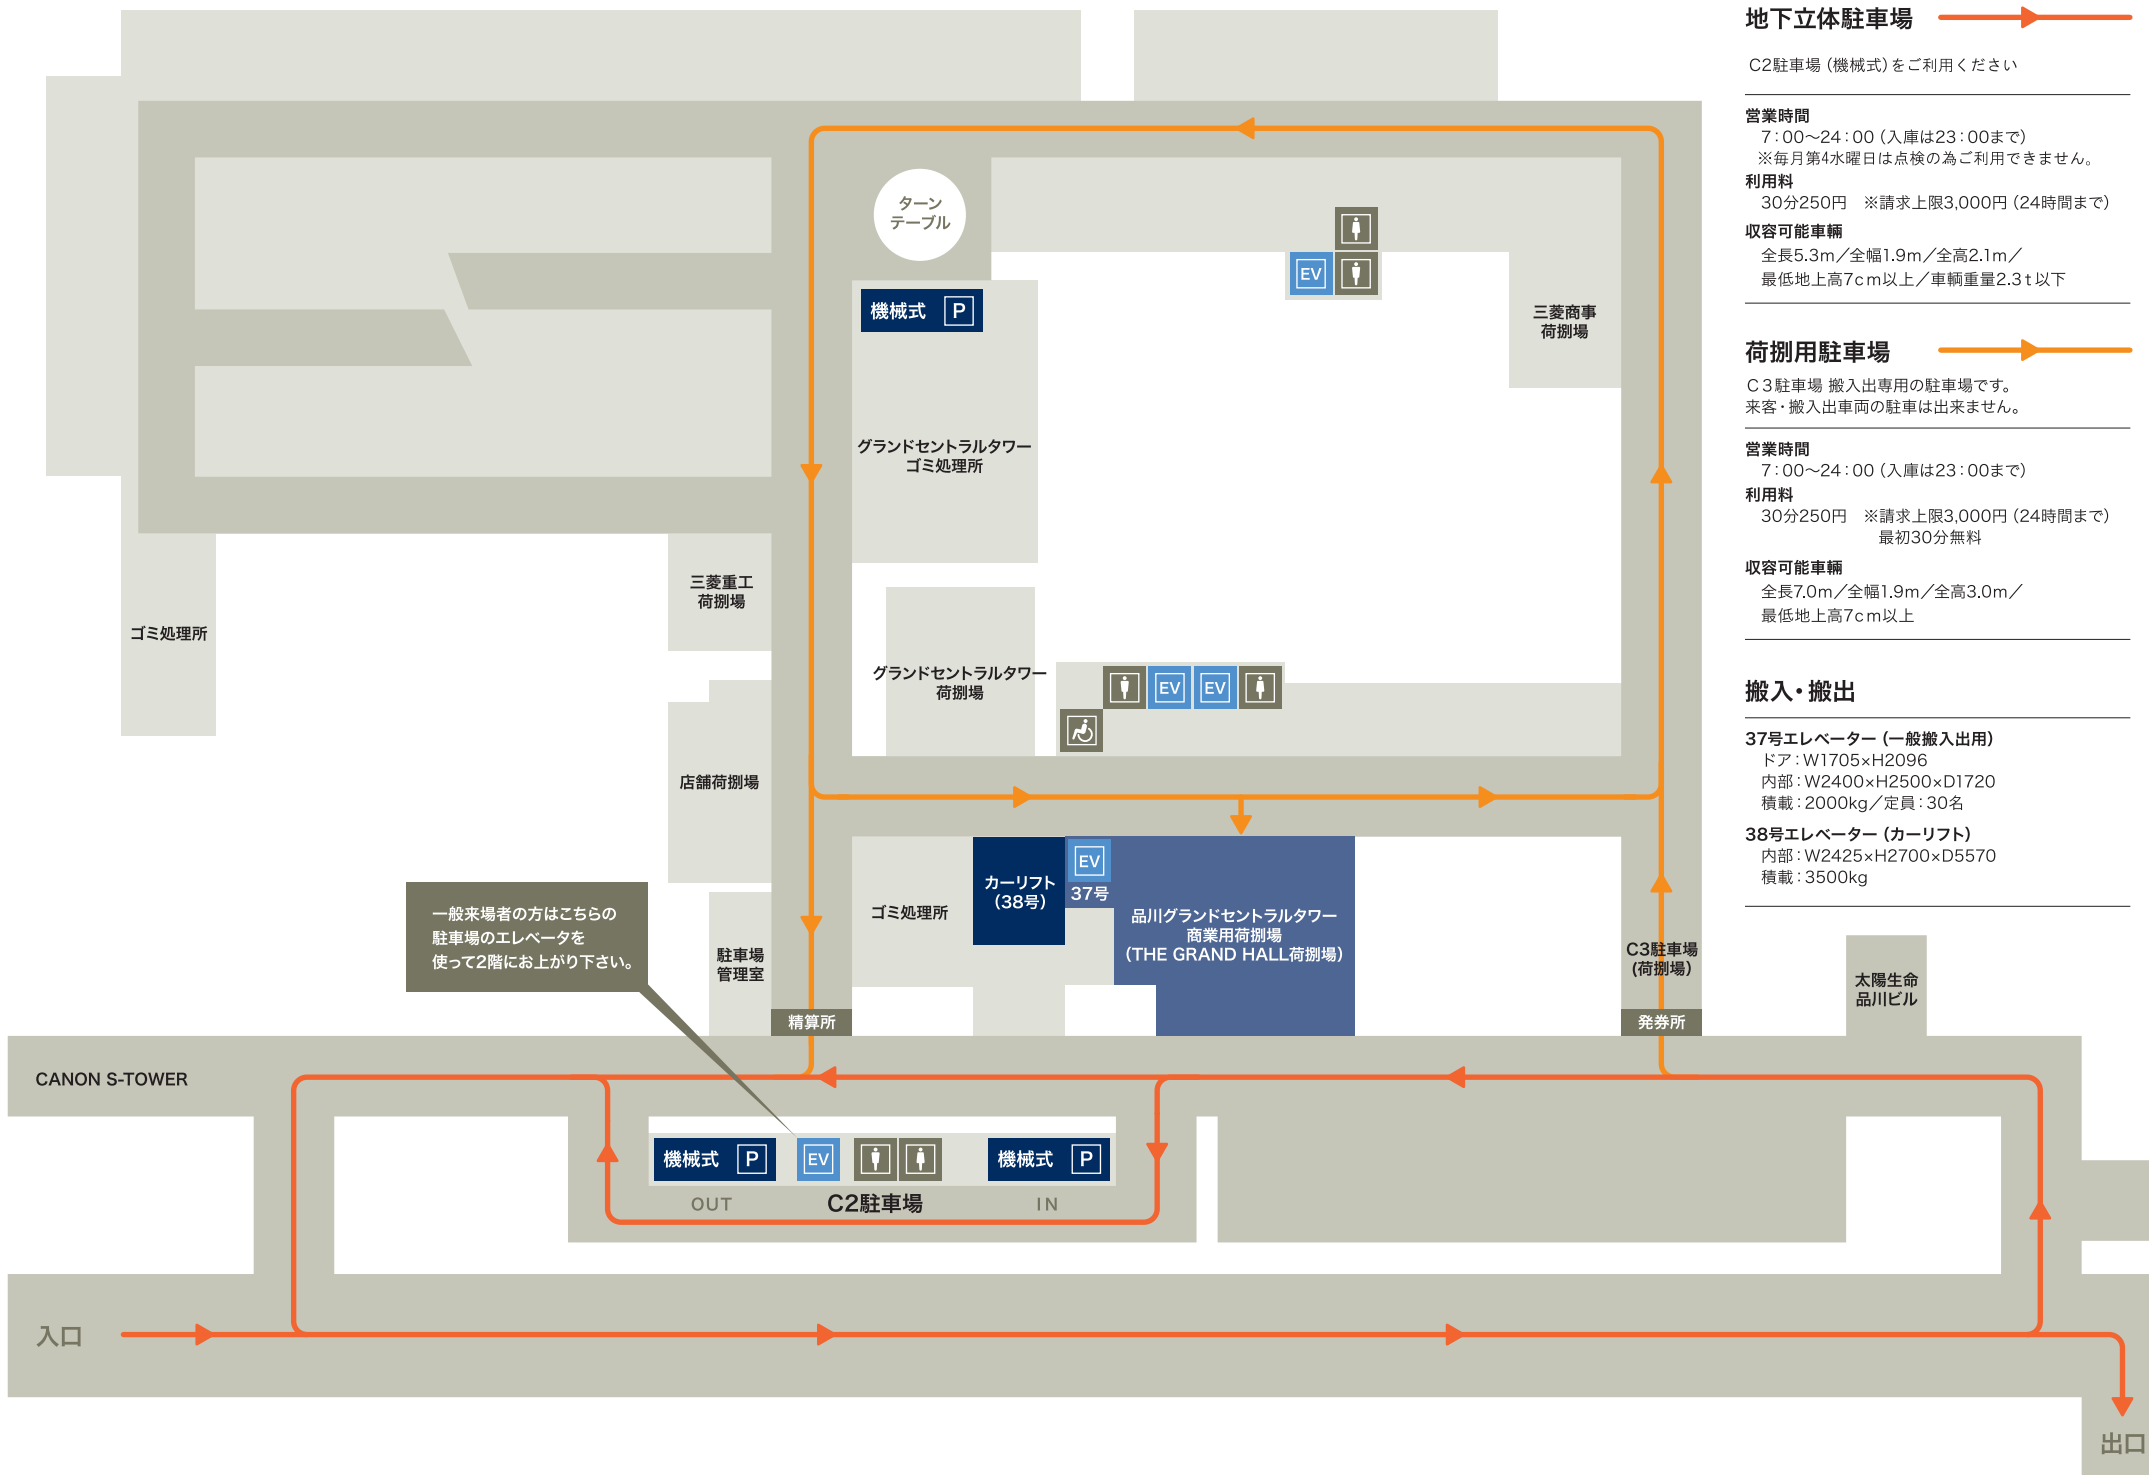 地下立体駐車場
C2駐車場（機械式）をご利用ください
営業時間
7：00〜24：00（入庫は23：00まで）
※毎月第4水曜日は点検の為ご利用できません。
利用料
30分250円　※請求上限3,000円（24時間まで）
収容可能車輛
全長5.3m／全幅1.9m／全高2.1m／
最低地上高7cm以上／車輌重量2.3t以下
荷捌用駐車場
C3駐車場 搬入出専用の駐車場です。
来客・搬入出車両の駐車は出来ません。
営業時間
7：00〜24：00（入庫は23：00まで）
利用料
30分250円　※請求上限3,000円（24時間まで）
最初30分無料
収容可能車輛
全長7.0m／全幅1.9m／全高3.0m／
最低地上高7cm以上
搬入・搬出
37号エレベーター（一般搬入出用）
ドア：W1705×H2096
内部：W2400×H2500×D1720
積載：2000kg／定員：30名
38号エレベーター（カーリフト）
内部：W2425×H2700×D5570
積載：3500kg
ターン
テーブル
EV
機械式 P
三菱商事
荷捌場
グランドセントラルタワー
ゴミ処理所
三菱重工
荷捌場
ゴミ処理所
グランドセントラルタワー
荷捌場
EV EV
店舗荷捌場
カーリフト
（38号）
EV
37号
ゴミ処理所
品川グランドセントラルタワー
商業用荷捌場
（THE GRAND HALL荷捌場）
一般来場者の方はこちらの
駐車場のエレベータを
使って2階にお上がり下さい。
駐車場
管理室
C3駐車場
（荷捌場）
太陽生命
品川ビル
精算所
発券所
CANON S-TOWER
機械式 P
EV
機械式 P
OUT
C2駐車場
IN
入口
出口